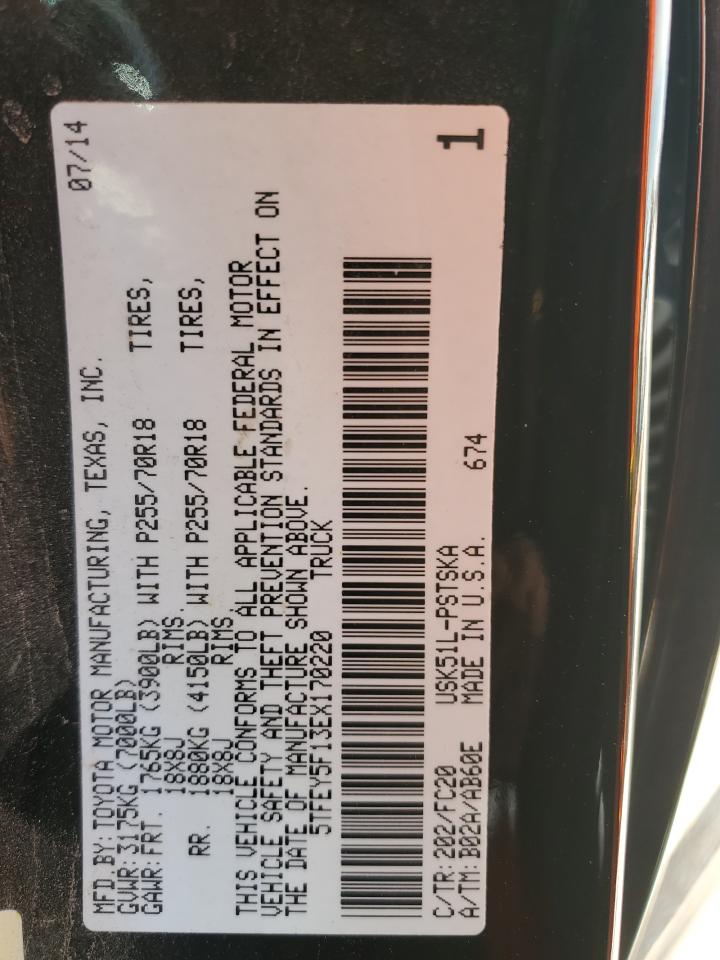 MFD.BY:TOYOTA MOTOR MANUFACTURING, TEXAS, INC. 07/14
GVWR:3175KG (7000LB)
GAWR:FRT. 1765KG (3900LB) WITH P255/70R18 TIRES,
18X8J RIMS.
RR. 1880KG (4150LB) WITH P255/70R18 TIRES,
18X8J RIMS.
THIS VEHICLE CONFORMS TO ALL APPLICABLE FEDERAL MOTOR
VEHICLE SAFETY AND THEFT PREVENTION STANDARDS IN EFFECT ON
THE DATE OF MANUFACTURE SHOWN ABOVE.
5TFEY5F13EX170220 TRUCK
C/TR:202/FC20 USK51L-PSTSKA 1
A/TM:B02A/AB60E MADE IN U.S.A. 674